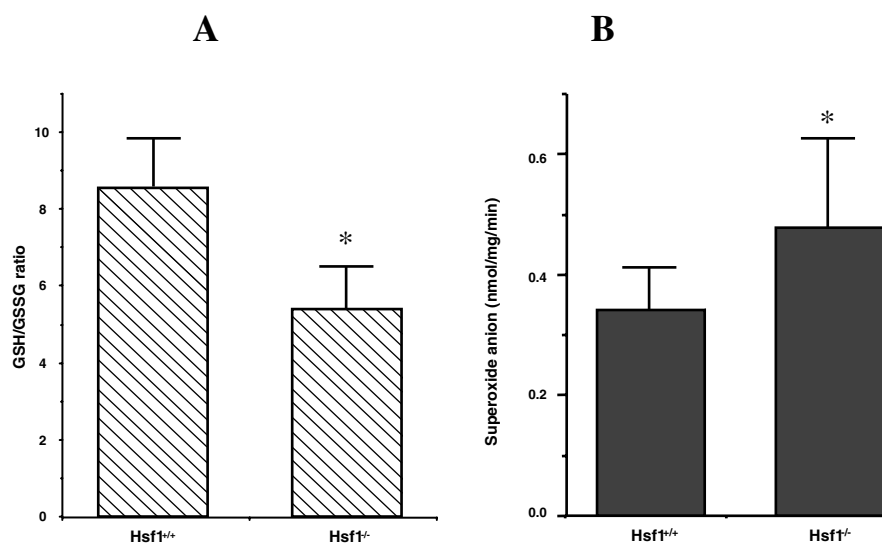 A
GSH/GSSG ratio
10
8
6
4
2
0
*
Hsf1+/+
Hsf1-/-
B
Superoxide anion (nmol/mg/min)
0.6
0.4
0.2
0.0
*
Hsf1+/+
Hsf1-/-